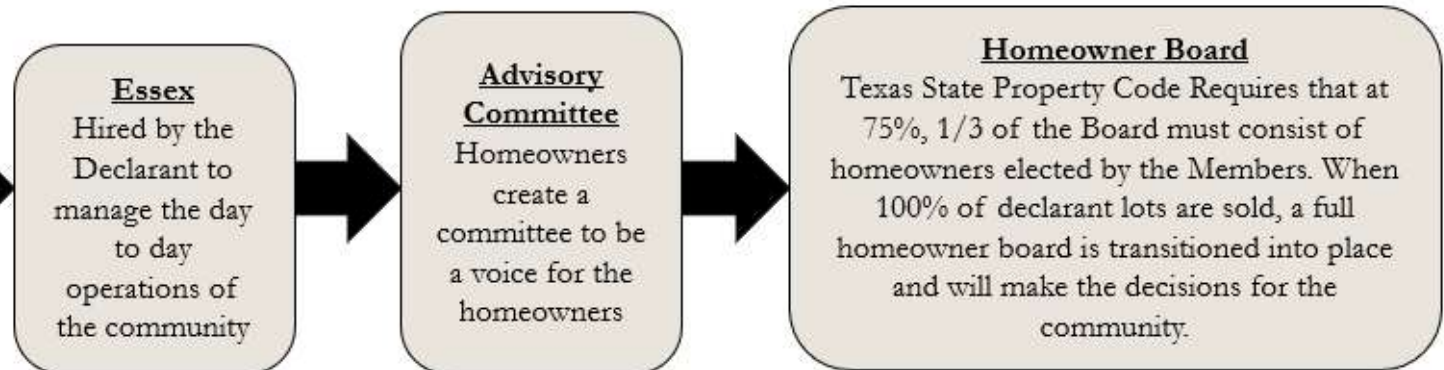 Essex
Hired by the
Declarant to
manage the day
to day
operations of
the community
Advisory
Committee
Homeowners
create a
committee to be
a voice for the
homeowners
Homeowner Board
Texas State Property Code Requires that at
75%, 1/3 of the Board must consist of
homeowners elected by the Members. When
100% of declarant lots are sold, a full
homeowner board is transitioned into place
and will make the decisions for the
community.